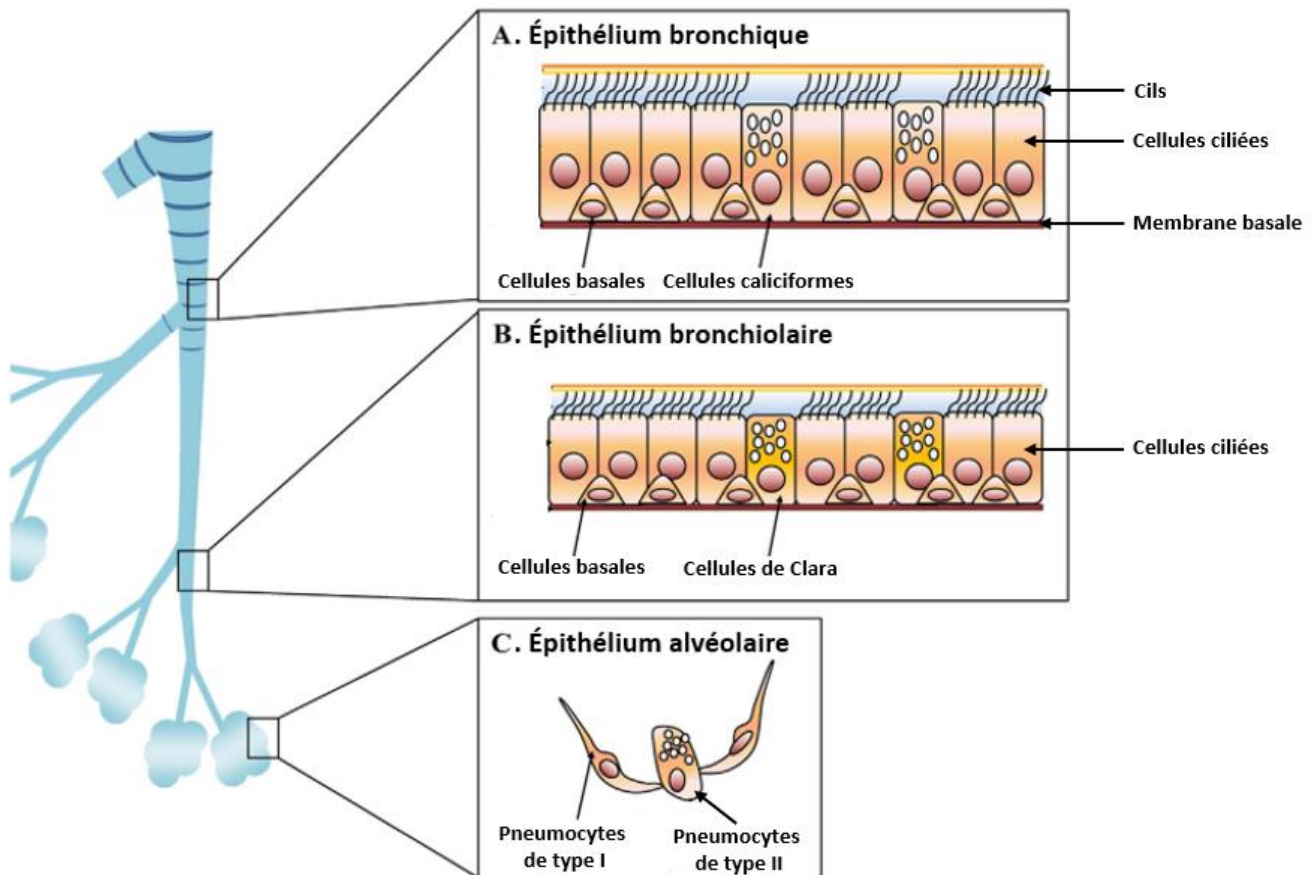 A. Épithélium bronchique
Cils
Cellules ciliées
Membrane basale
Cellules basales
Cellules caliciformes
B. Épithélium bronchiolaire
Cellules ciliées
Cellules basales
Cellules de Clara
C. Épithélium alvéolaire
Pneumocytes
de type I
Pneumocytes
de type II